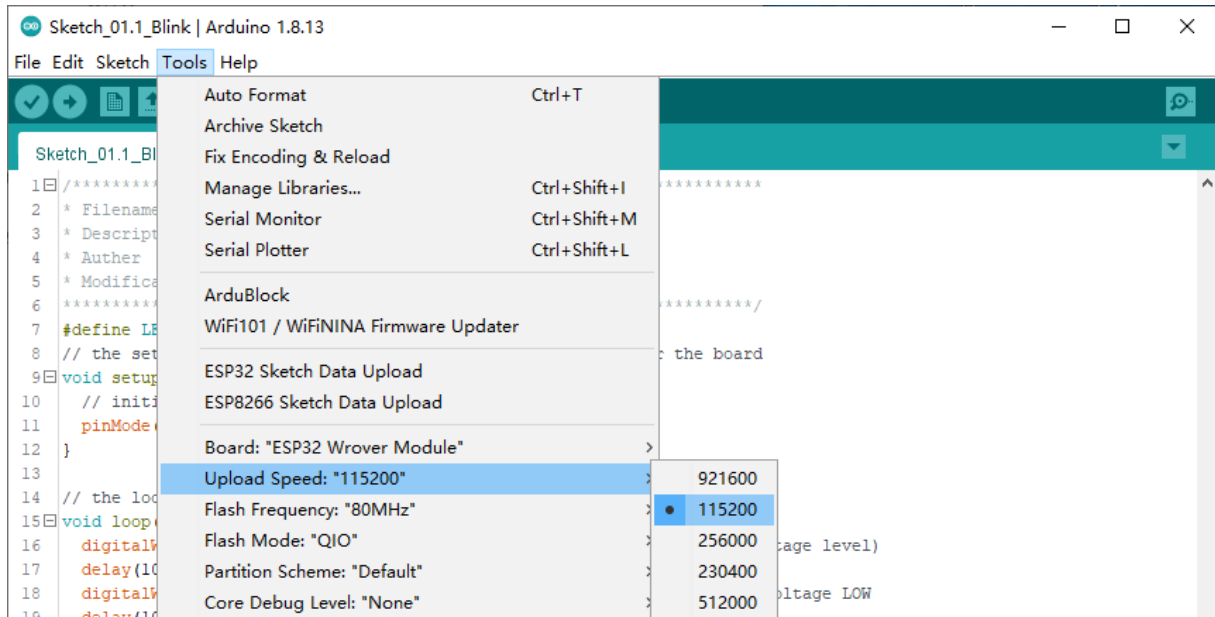 Sketch_01.1_Blink | Arduino 1.8.13
File Edit Sketch Tools Help
Auto Format Ctrl+T
Archive Sketch
Fix Encoding & Reload
Manage Libraries... Ctrl+Shift+I
Serial Monitor Ctrl+Shift+M
Serial Plotter Ctrl+Shift+L
ArduBlock
WiFi101 / WiFiNINA Firmware Updater
ESP32 Sketch Data Upload
ESP8266 Sketch Data Upload
Board: "ESP32 Wrover Module"
Upload Speed: "115200"
Flash Frequency: "80MHz"
Flash Mode: "QIO"
Partition Scheme: "Default"
Core Debug Level: "None"
921600
115200
256000
230400
512000
Sketch_01.1_Bl
1 /********* ***********
2 * Filename
3 * Descript
4 * Auther
5 * Modifica
6 ********** **********/
7 #define LE
8 // the set r the board
9 void setup
10 // initi
11 pinMode(
12 }
13
14 // the loo
15 void loop(
16 digitalW tage level)
17 delay(10
18 digitalW oltage LOW
19 delay(10